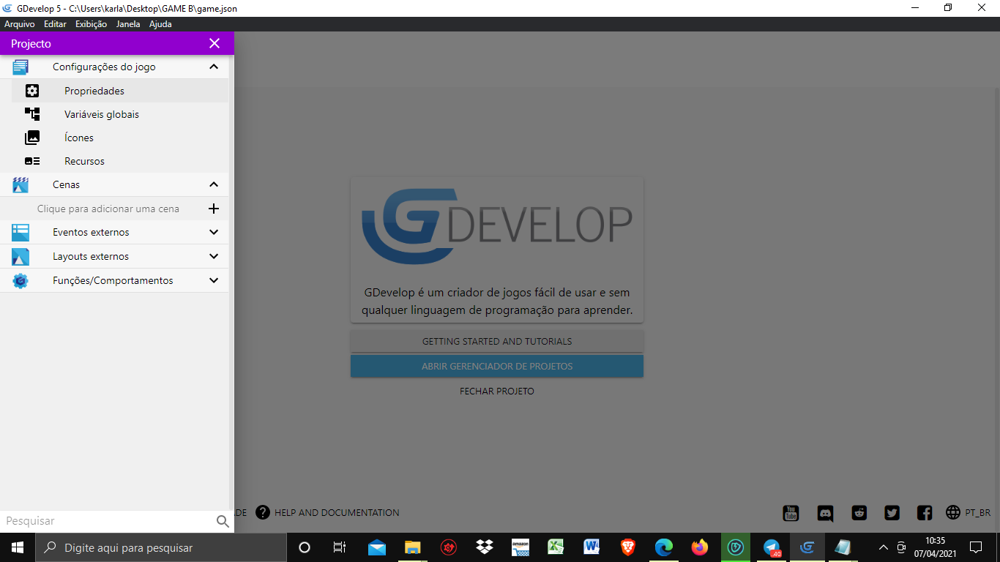 GDevelop 5 - C:\Users\karla\Desktop\GAME B\game.json
Arquivo Editar Exibição Janela Ajuda
Projecto
Configurações do jogo
Propriedades
Variáveis globais
Ícones
Recursos
Cenas
Clique para adicionar uma cena
Eventos externos
Layouts externos
Funções/Comportamentos
Pesquisar
GDEVELOP
GDevelop é um criador de jogos fácil de usar e sem
qualquer linguagem de programação para aprender.
GETTING STARTED AND TUTORIALS
ABRIR GERENCIADOR DE PROJETOS
FECHAR PROJETO
DE HELP AND DOCUMENTATION You Tube PT_BR
Digite aqui para pesquisar
amazon
40
10:35
07/04/2021